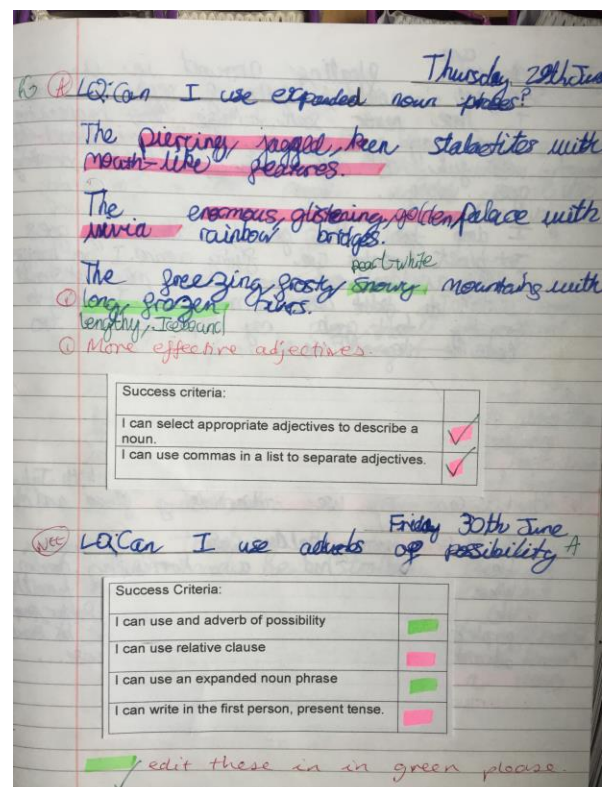 Thursday 29th June
A LQ: Can I use expanded noun phrases?
The piercing, jagged, keen stalactites with
mouth-like features.
The enormous, glistening, golden palace with
rainbow bridges.
pearl-white
The freezing, frosty snowy mountains with
long, frozen
lengthy, Icebound
① More effective adjectives.
Success criteria:
I can select appropriate adjectives to describe a
noun.
I can use commas in a list to separate adjectives.
Friday 30th June
LQ: Can I use adverbs of possibility A
Success Criteria:
I can use and adverb of possibility
I can use relative clause
I can use an expanded noun phrase
I can write in the first person, present tense.
edit these in in green please.